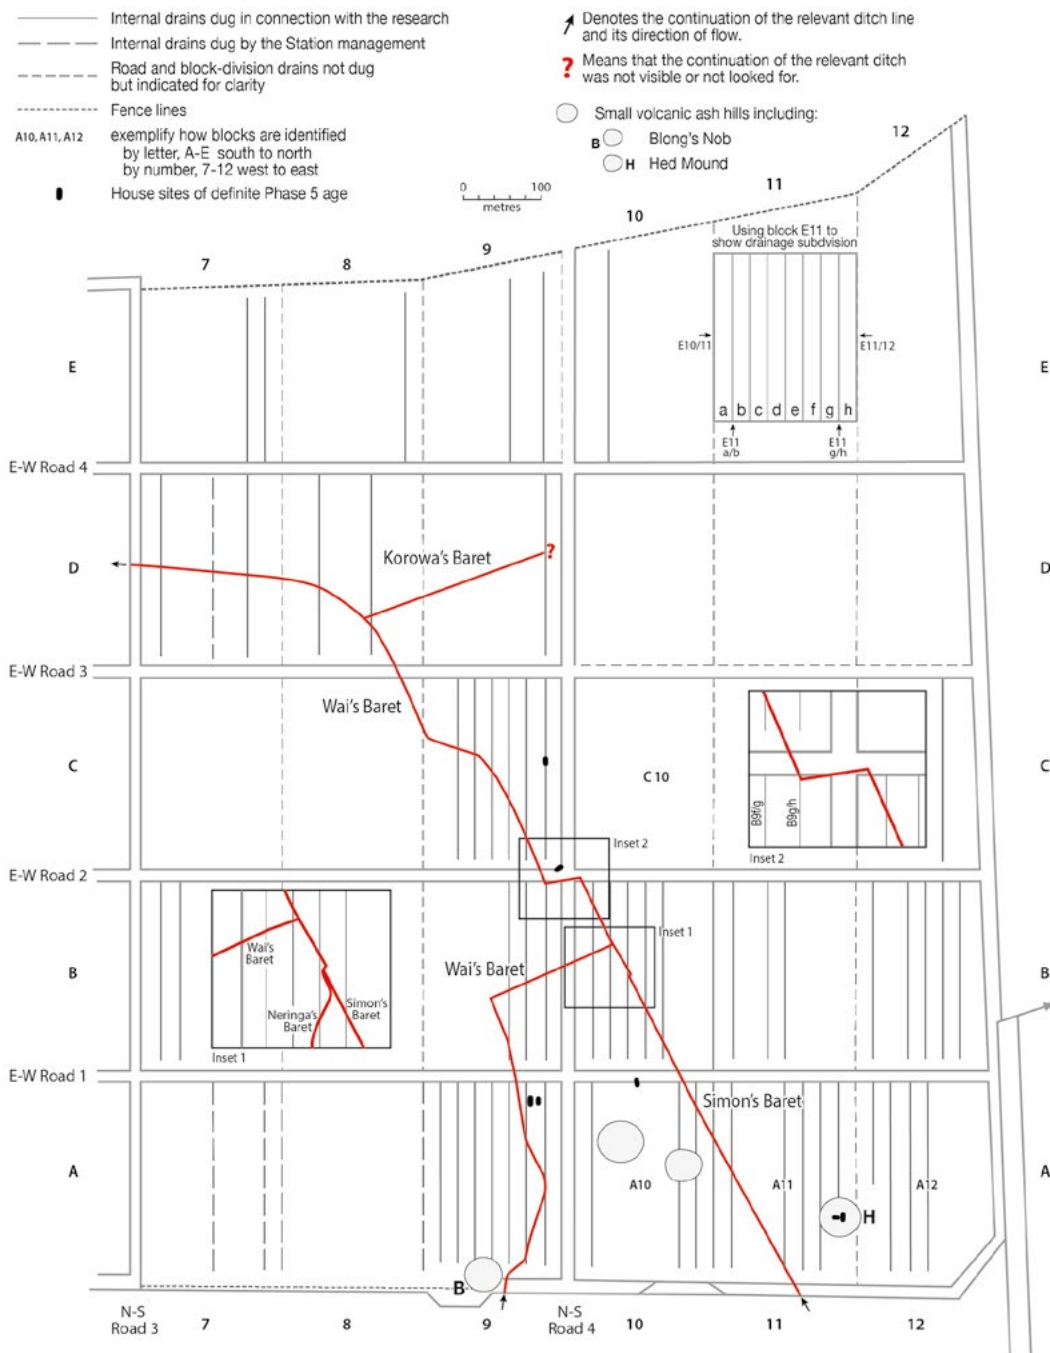 Internal drains dug in connection with the research
Internal drains dug by the Station management
Road and block-division drains not dug
but indicated for clarity
Fence lines
A10, A11, A12
exemplify how blocks are identified
by letter, A-E south to north
by number, 7-12 west to east
House sites of definite Phase 5 age
Denotes the continuation of the relevant ditch line
and its direction of flow.
?
Means that the continuation of the relevant ditch
was not visible or not looked for.
Small volcanic ash hills including:
B
Blong's Nob
H
Hed Mound
0
100
metres
7
8
9
10
11
12
Using block E11 to
show drainage subdivision
E
E10/11
E11/12
E
a b c d e f g h
E11
a/b
E11
g/h
E-W Road 4
D
Korowa's Baret
?
D
E-W Road 3
Wai's Baret
C
C 10
B9f/g
B9g/h
Inset 2
C
Inset 2
E-W Road 2
Inset 1
B
Wai's
Baret
Neringa's
Baret
Simon's
Baret
Inset 1
Wai's Baret
B
E-W Road 1
Simon's Baret
A
A10
A11
A12
A
H
B
N-S
Road 3
7
8
9
N-S
Road 4
10
11
12